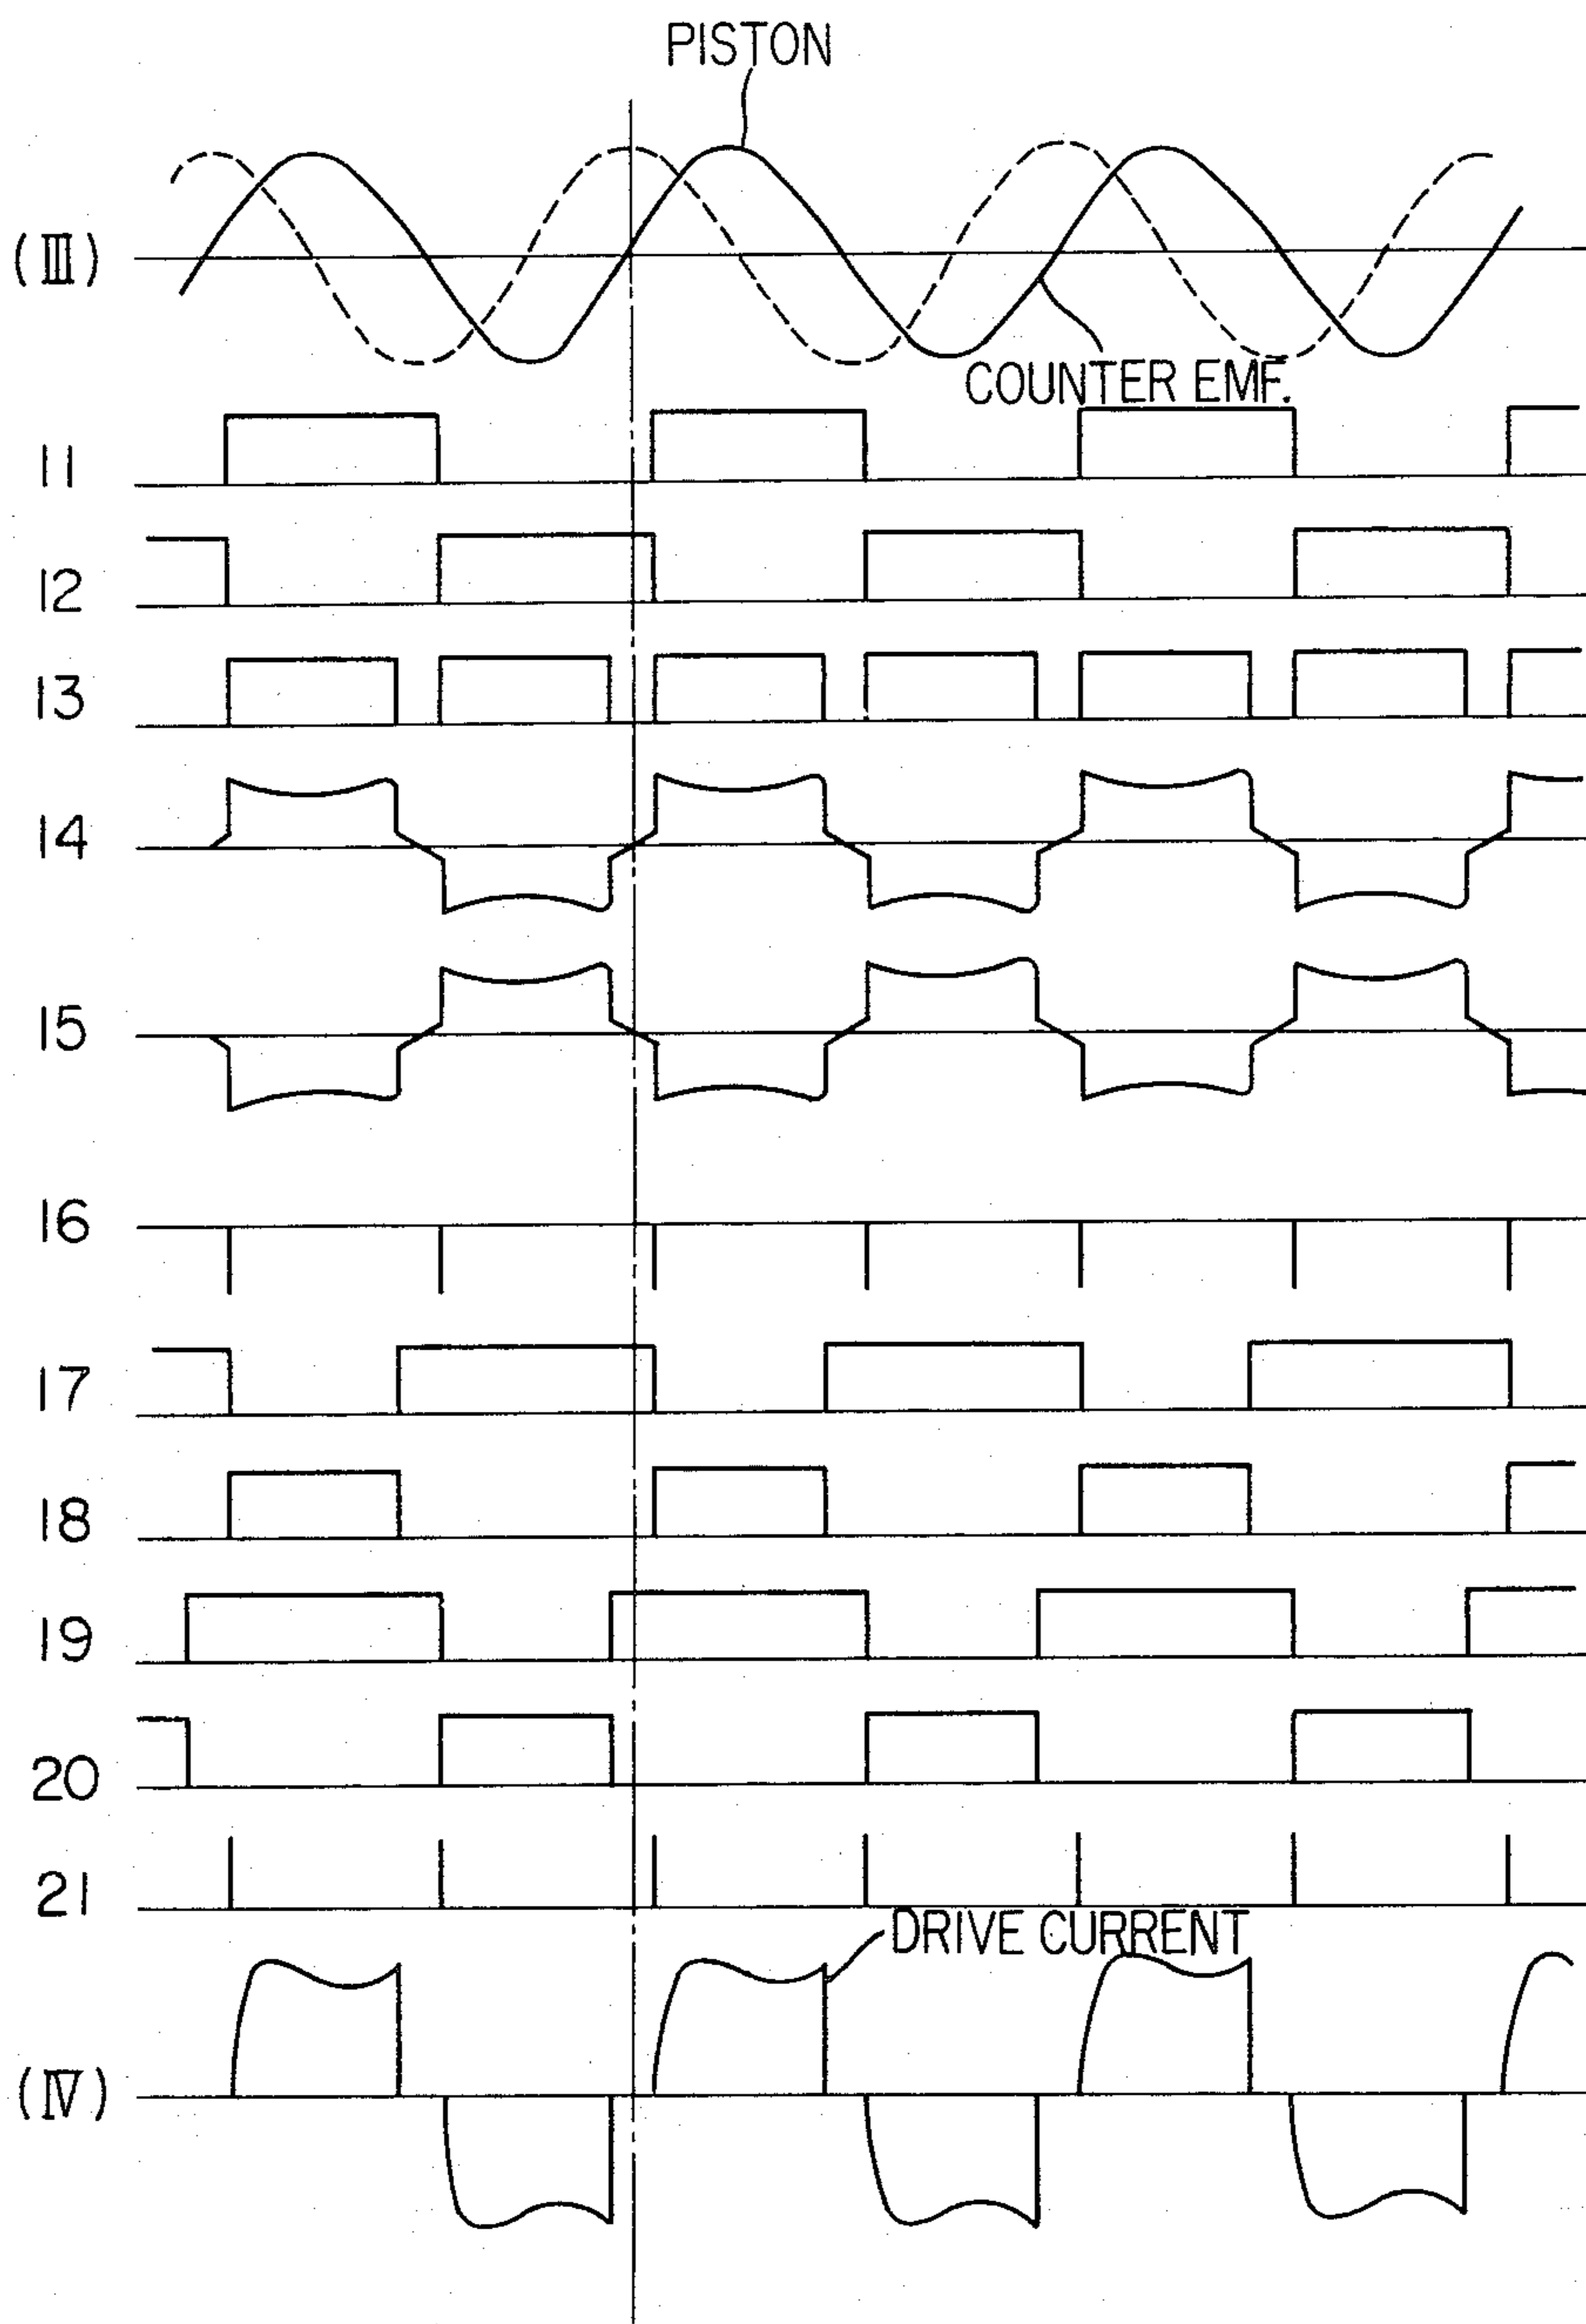 PISTON
(III)
COUNTER EMF.
11
12
13
14
15
16
17
18
19
20
21
DRIVE CURRENT
(IV)